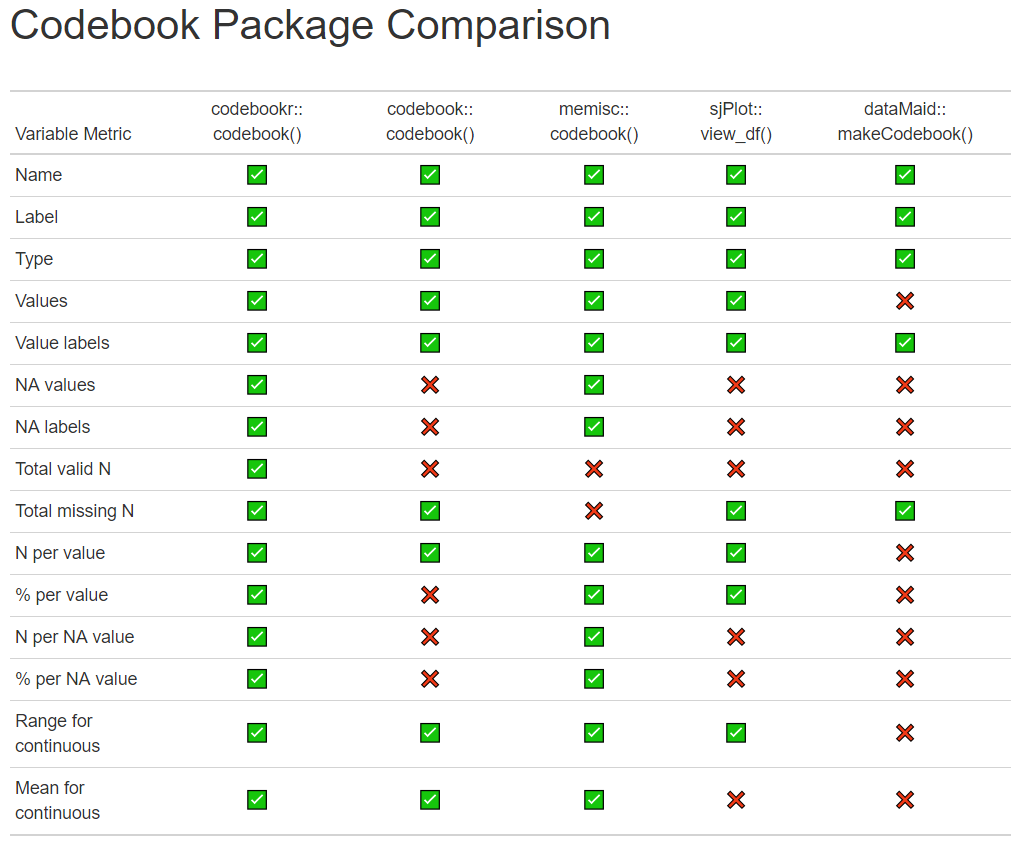 Codebook Package Comparison
codebookr:: codebook:: memisc:: sjPlot:: dataMaid::
Variable Metric codebook() codebook() codebook() view_df() makeCodebook()
Name ✅ ✅ ✅ ✅ ✅
Label ✅ ✅ ✅ ✅ ✅
Type ✅ ✅ ✅ ✅ ✅
Values ✅ ✅ ✅ ✅ ❌
Value labels ✅ ✅ ✅ ✅ ✅
NA values ✅ ❌ ✅ ❌ ❌
NA labels ✅ ❌ ✅ ❌ ❌
Total valid N ✅ ❌ ❌ ❌ ❌
Total missing N ✅ ✅ ❌ ✅ ✅
N per value ✅ ✅ ✅ ✅ ❌
% per value ✅ ❌ ✅ ✅ ❌
N per NA value ✅ ❌ ✅ ❌ ❌
% per NA value ✅ ❌ ✅ ❌ ❌
Range for
continuous ✅ ✅ ✅ ✅ ❌
Mean for
continuous ✅ ✅ ✅ ❌ ❌